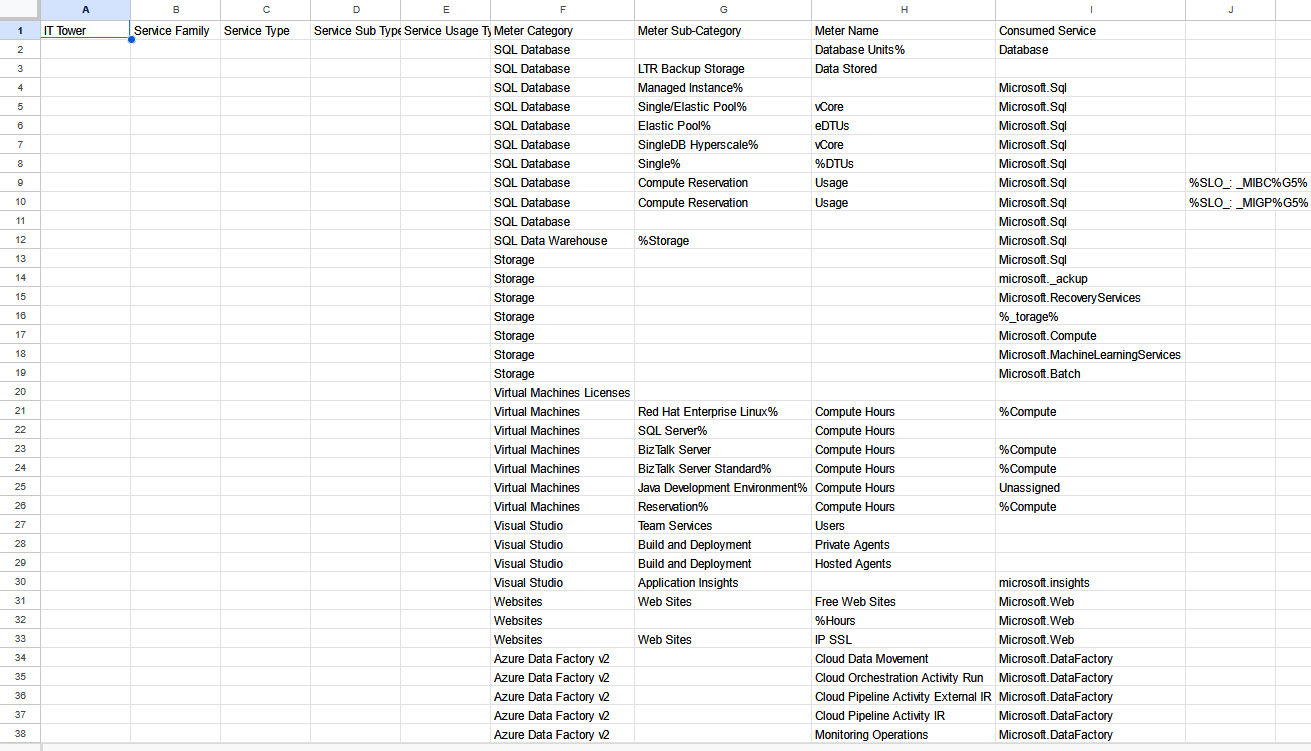 A B C D E F G H I J
1 IT Tower Service Family Service Type Service Sub Type Service Usage Ty Meter Category Meter Sub-Category Meter Name Consumed Service
2 SQL Database Database Units% Database
3 SQL Database LTR Backup Storage Data Stored
4 SQL Database Managed Instance% Microsoft.Sql
5 SQL Database Single/Elastic Pool% vCore Microsoft.Sql
6 SQL Database Elastic Pool% eDTUs Microsoft.Sql
7 SQL Database SingleDB Hyperscale% vCore Microsoft.Sql
8 SQL Database Single% %DTUs Microsoft.Sql
9 SQL Database Compute Reservation Usage Microsoft.Sql %SLO_: _MIBC%G5%
10 SQL Database Compute Reservation Usage Microsoft.Sql %SLO_: _MIGP%G5%
11 SQL Database Microsoft.Sql
12 SQL Data Warehouse %Storage Microsoft.Sql
13 Storage Microsoft.Sql
14 Storage microsoft._ackup
15 Storage Microsoft.RecoveryServices
16 Storage %_torage%
17 Storage Microsoft.Compute
18 Storage Microsoft.MachineLearningServices
19 Storage Microsoft.Batch
20 Virtual Machines Licenses
21 Virtual Machines Red Hat Enterprise Linux% Compute Hours %Compute
22 Virtual Machines SQL Server% Compute Hours
23 Virtual Machines BizTalk Server Compute Hours %Compute
24 Virtual Machines BizTalk Server Standard% Compute Hours %Compute
25 Virtual Machines Java Development Environment% Compute Hours Unassigned
26 Virtual Machines Reservation% Compute Hours %Compute
27 Visual Studio Team Services Users
28 Visual Studio Build and Deployment Private Agents
29 Visual Studio Build and Deployment Hosted Agents
30 Visual Studio Application Insights microsoft.insights
31 Websites Web Sites Free Web Sites Microsoft.Web
32 Websites %Hours Microsoft.Web
33 Websites Web Sites IP SSL Microsoft.Web
34 Azure Data Factory v2 Cloud Data Movement Microsoft.DataFactory
35 Azure Data Factory v2 Cloud Orchestration Activity Run Microsoft.DataFactory
36 Azure Data Factory v2 Cloud Pipeline Activity External IR Microsoft.DataFactory
37 Azure Data Factory v2 Cloud Pipeline Activity IR Microsoft.DataFactory
38 Azure Data Factory v2 Monitoring Operations Microsoft.DataFactory